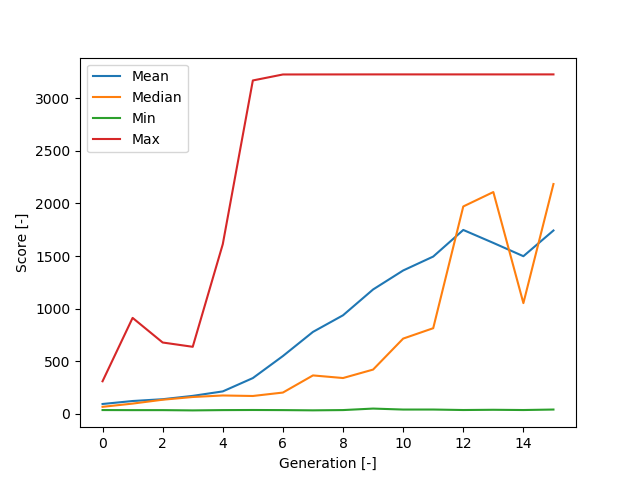 Mean
Median
Min
Max
3000
2500
2000
1500
1000
500
0
Score [-]
0 2 4 6 8 10 12 14
Generation [-]